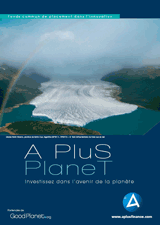 Fonds commun de placement dans l'innovation
A PLuS
PLaneT
Investissez dans l'avenir de la planète
GoodPlanet.org
A
www.aplusfinance.com